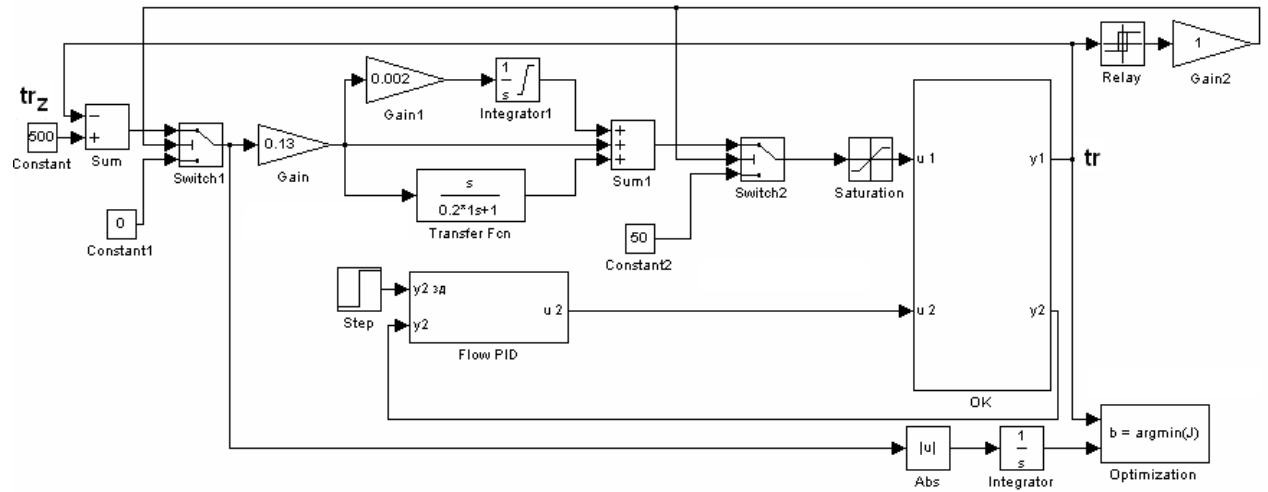 1
Relay
Gain2
tr z
500
Constant
−
+
Sum
Switch1
0
Constant1
0.13
Gain
0.002
Gain1
1
s
Integrator1
s
0.2*1s+1
Transfer Fcn
+
+
+
Sum1
50
Constant2
Switch2
Saturation
u 1
y1
u 2
y2
OK
tr
Step
y2 зд
y2
u 2
Flow PID
|u|
Abs
1
s
Integrator
b = argmin(J)
Optimization